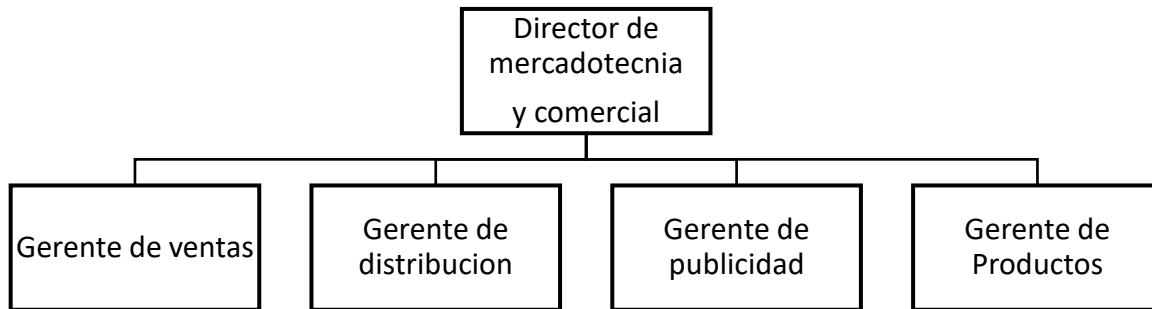 Director de
mercadotecnia
y comercial
Gerente de ventas
Gerente de
distribucion
Gerente de
publicidad
Gerente de
Productos